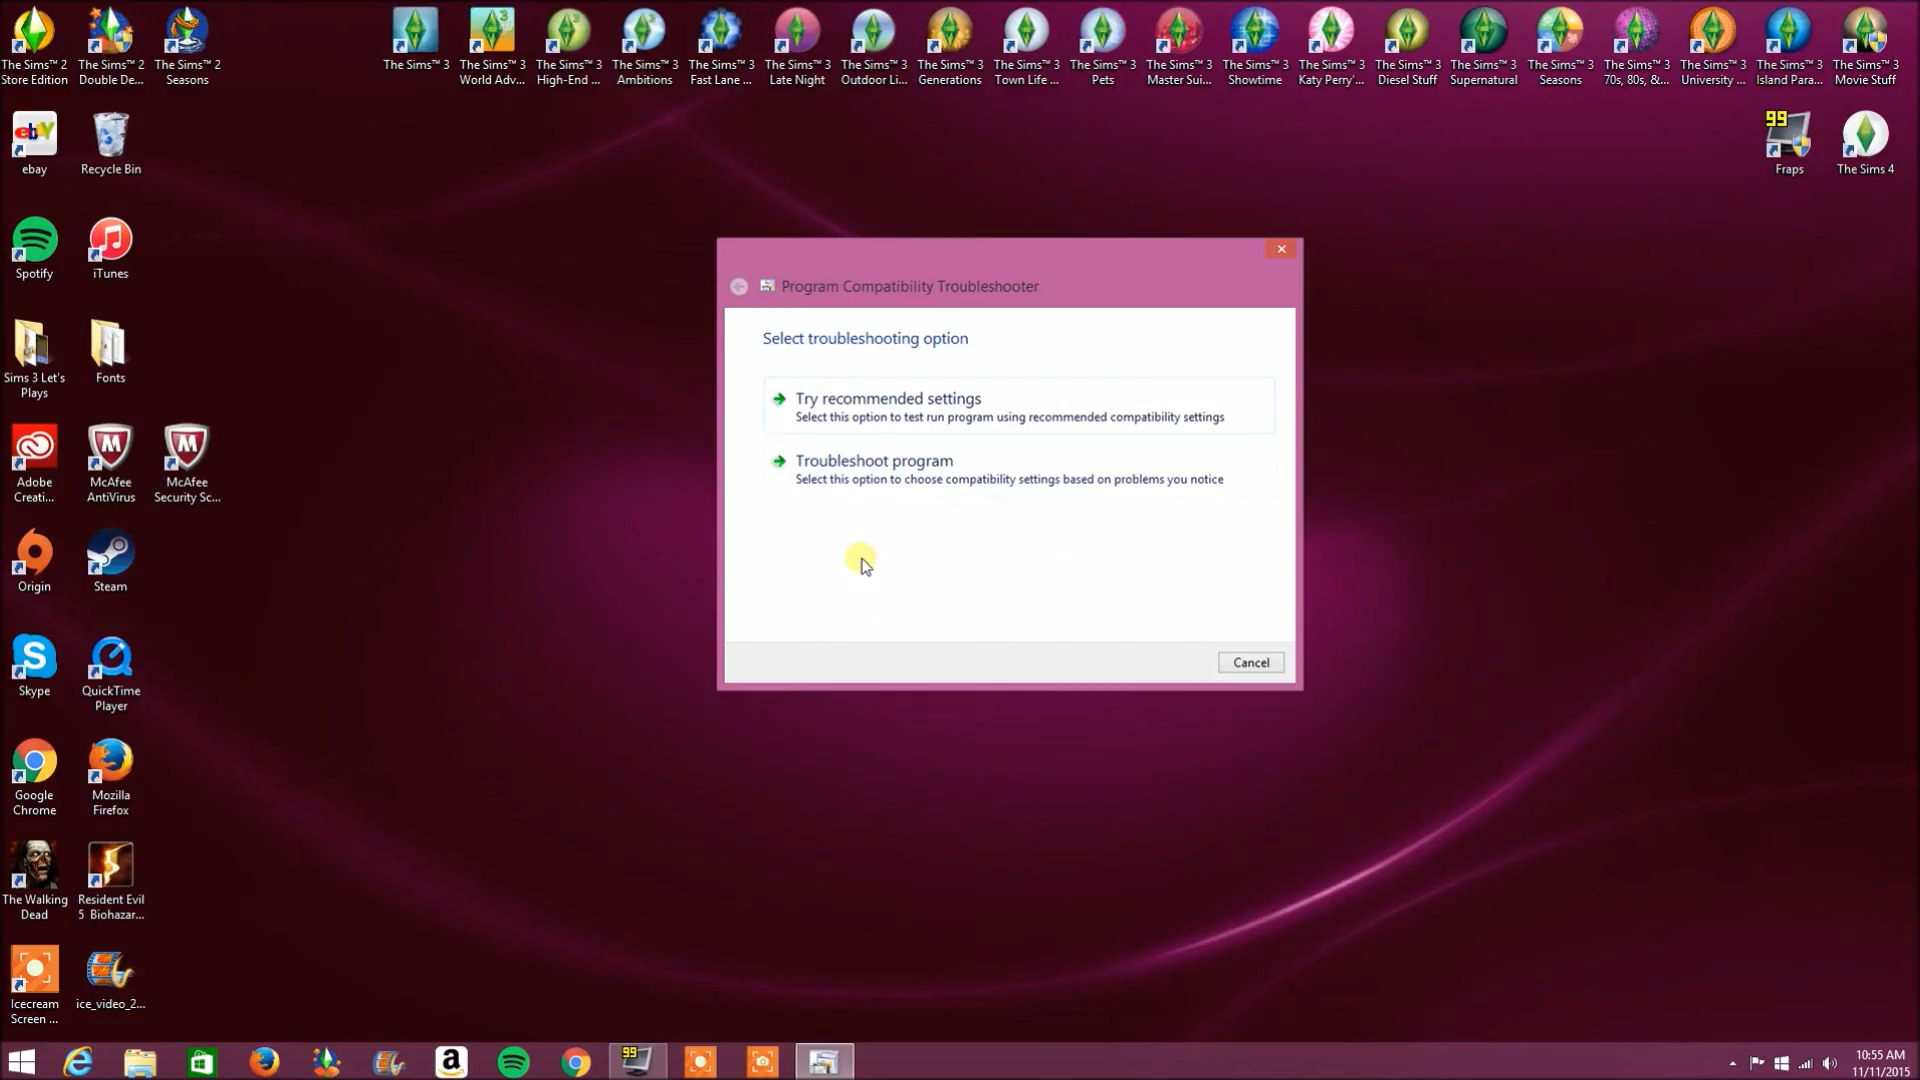 The Sims™ 2 Store Edition
The Sims™ 2 Double De...
The Sims™ 2 Seasons
The Sims™ 3
The Sims™ 3 World Adv...
The Sims™ 3 High-End ...
The Sims™ 3 Ambitions
The Sims™ 3 Fast Lane ...
The Sims™ 3 Late Night
The Sims™ 3 Outdoor Li...
The Sims™ 3 Generations
The Sims™ 3 Town Life ...
The Sims™ 3 Pets
The Sims™ 3 Master Sui...
The Sims™ 3 Showtime
The Sims™ 3 Katy Perry'...
The Sims™ 3 Diesel Stuff
The Sims™ 3 Supernatural
The Sims™ 3 Seasons
The Sims™ 3 70s, 80s, &...
The Sims™ 3 University ...
The Sims™ 3 Island Para...
The Sims™ 3 Movie Stuff
ebay
ebay
Recycle Bin
99
Fraps
The Sims 4
Spotify
iTunes
Sims 3 Let's Plays
Fonts
Adobe Creati...
McAfee AntiVirus
McAfee Security Sc...
Origin
Steam
Skype
QuickTime Player
Google Chrome
Mozilla Firefox
The Walking Dead
Resident Evil 5 Biohazar...
Icecream Screen ...
ice_video_2...
Program Compatibility Troubleshooter
Select troubleshooting option
Try recommended settings
Select this option to test run program using recommended compatibility settings
Troubleshoot program
Select this option to choose compatibility settings based on problems you notice
Cancel
99
10:55 AM
11/11/2015